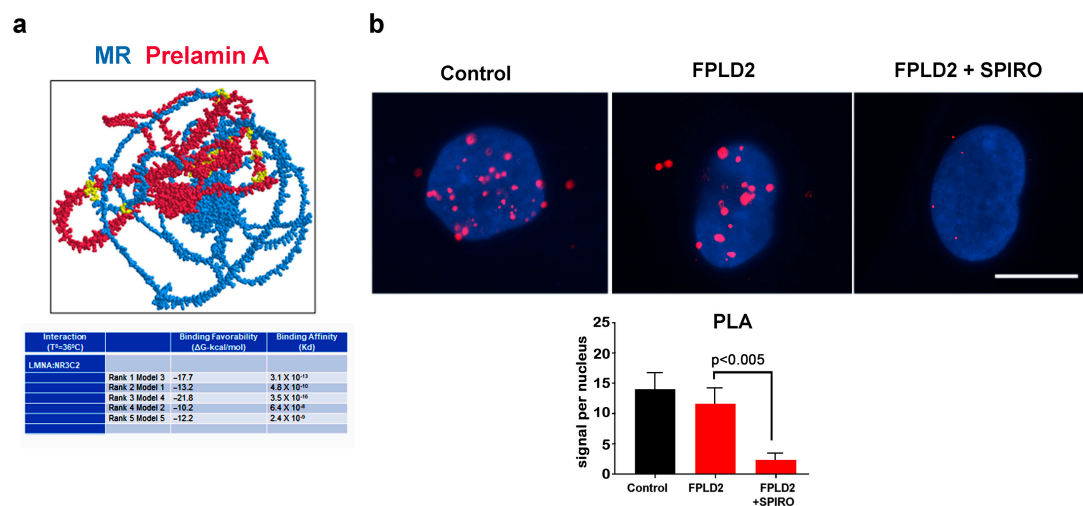 a
MR Prelamin A
Interaction
(Tº=36ºC)
Binding Favorability
(ΔG-kcal/mol)
Binding Affinity
(Kd)
LMNA:NR3C2
Rank 1 Model 3 –17.7 3.1 X 10⁻¹³
Rank 2 Model 1 –13.2 4.8 X 10⁻¹⁰
Rank 3 Model 4 –21.8 3.5 X 10⁻¹⁶
Rank 4 Model 2 –10.2 6.4 X 10⁻⁸
Rank 5 Model 5 –12.2 2.4 X 10⁻⁹
b
Control FPLD2 FPLD2 + SPIRO
PLA
signal per nucleus
25
20
15
10
5
0
p<0.005
Control FPLD2 FPLD2
+SPIRO